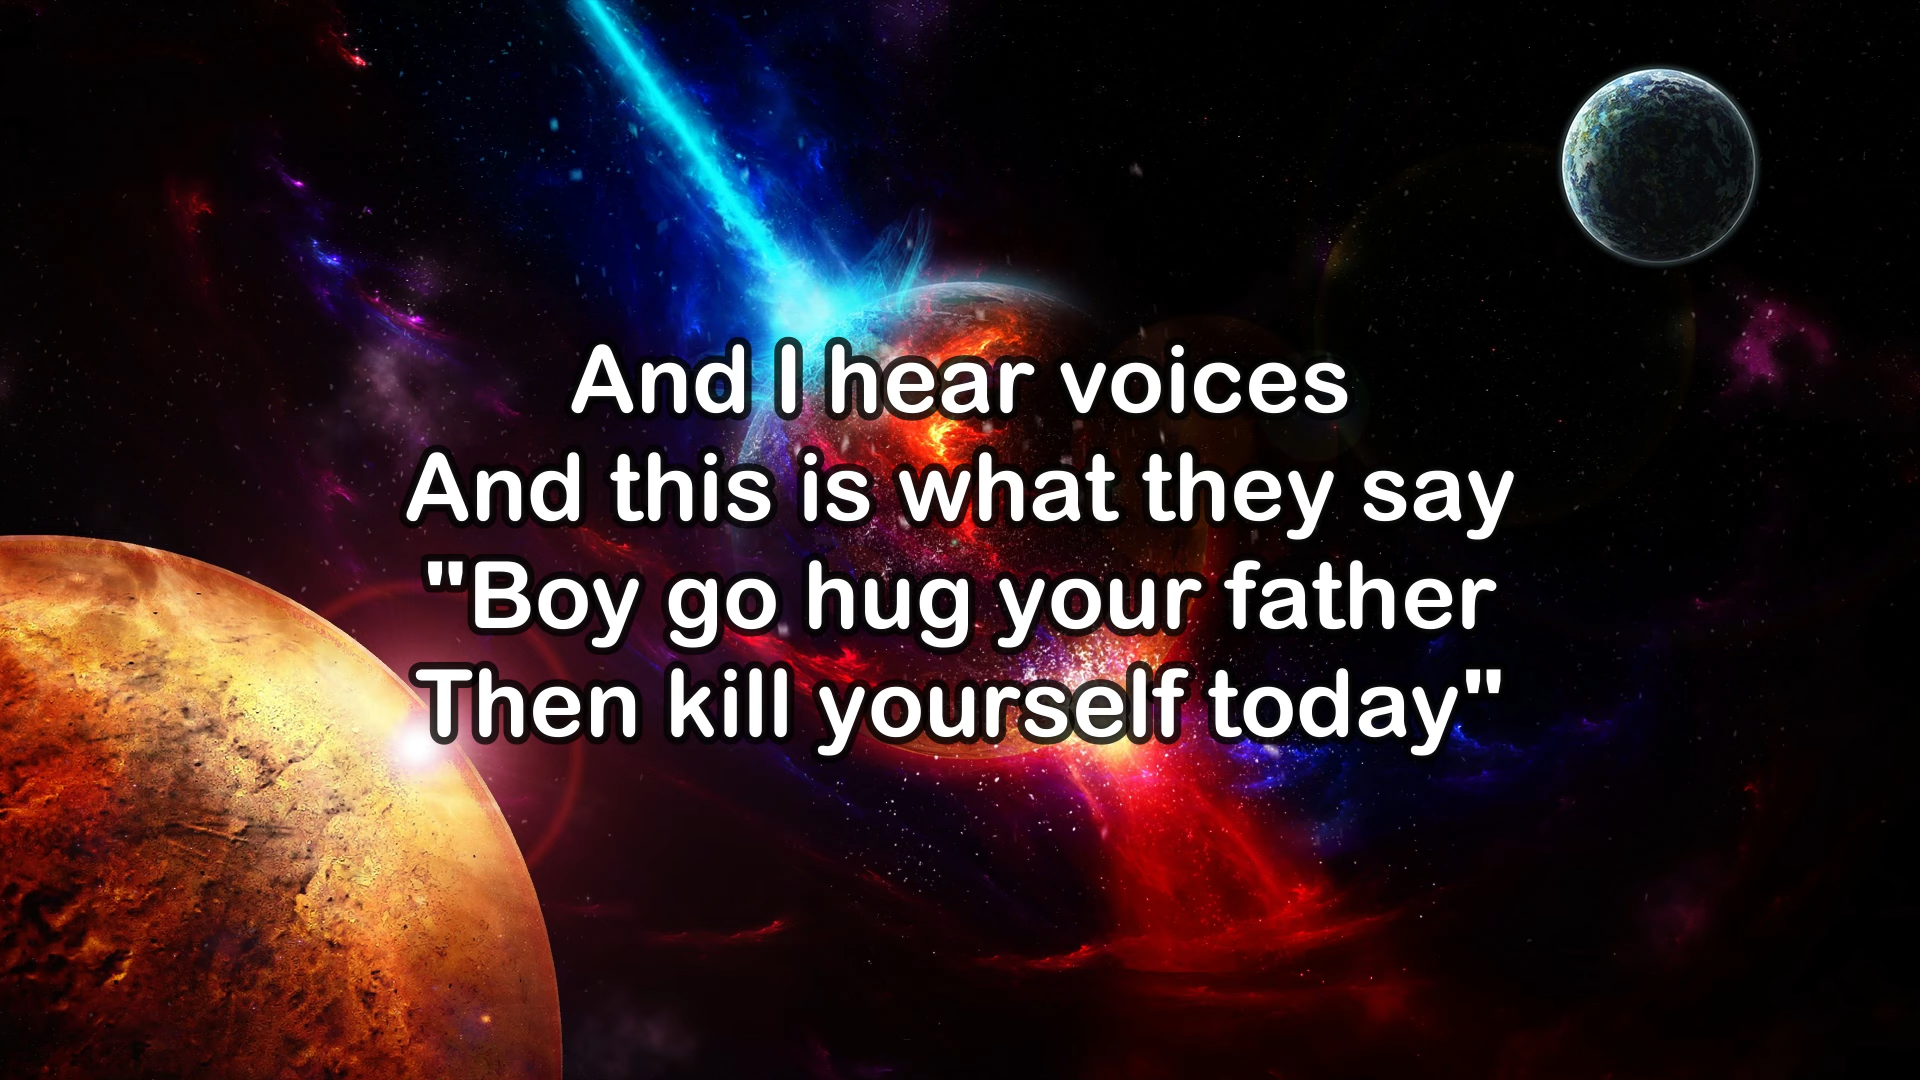 And I hear voices
And this is what they say
"Boy go hug your father
Then kill yourself today"